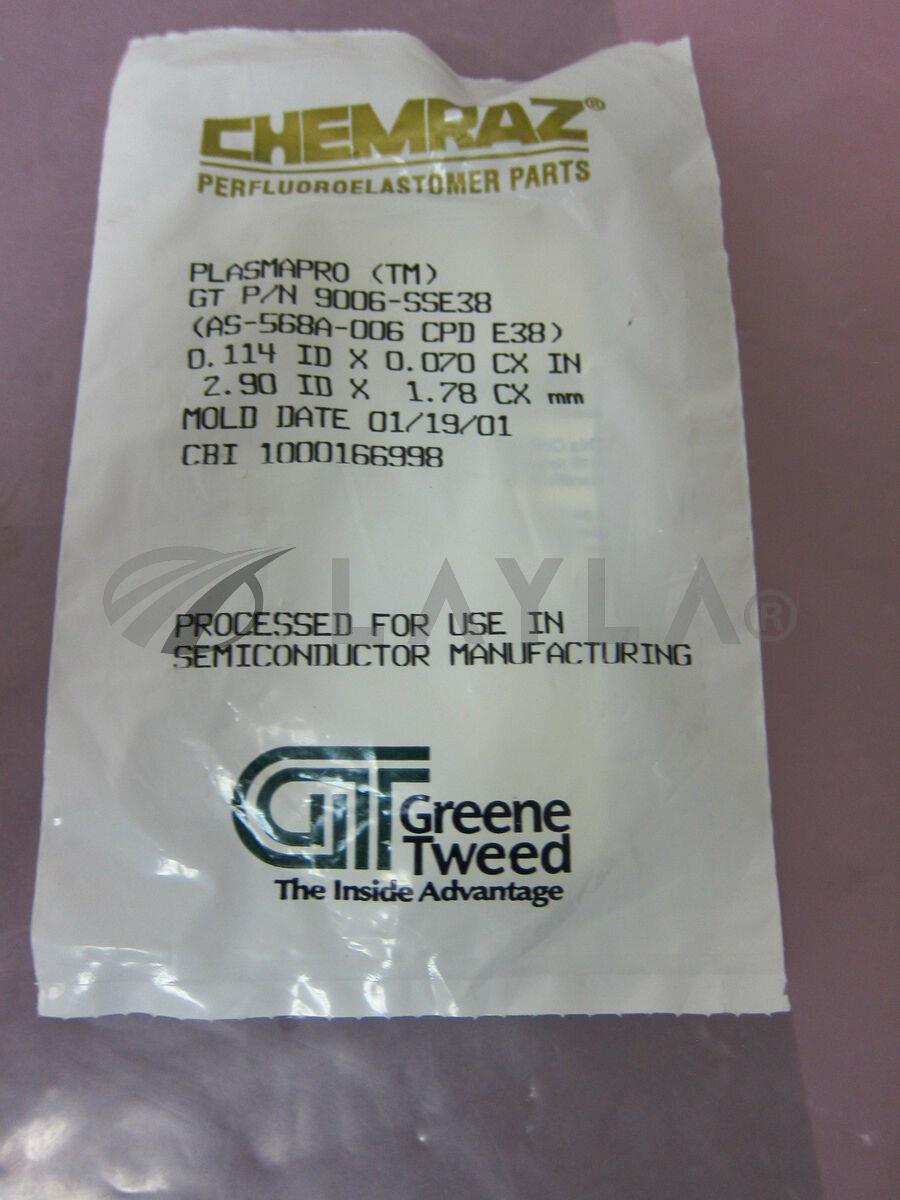 CHEMRAZ®
PERFLUOROELASTOMER PARTS
PLASMAPRO (TM)
GT P/N 9006-SSE38
(AS-568A-006 CPD E38)
0.114 ID X 0.070 CX IN
2.90 ID X 1.78 CX mm
MOLD DATE 01/19/01
CBI 1000166998
LAYLA®
PROCESSED FOR USE IN
SEMICONDUCTOR MANUFACTURING
GT Greene
Tweed
The Inside Advantage